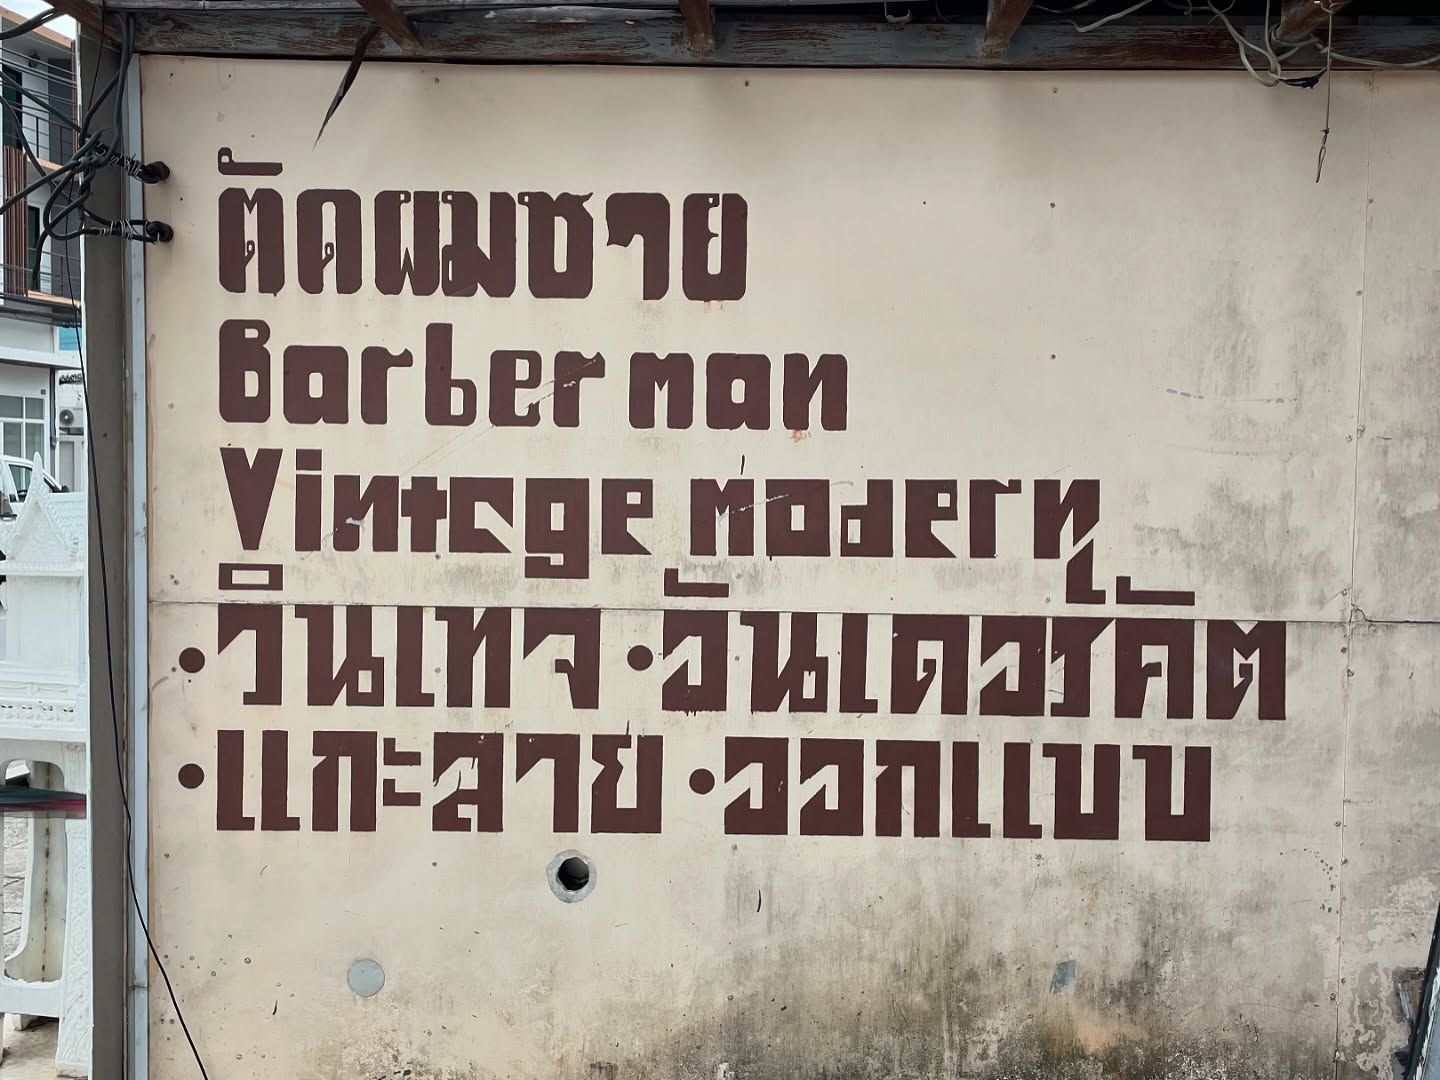 ตัดผมชาย
Barber man
Vintage modern
• วินเทจ • อันเดอร์คัต
• แกะลาย • ออกแบบ